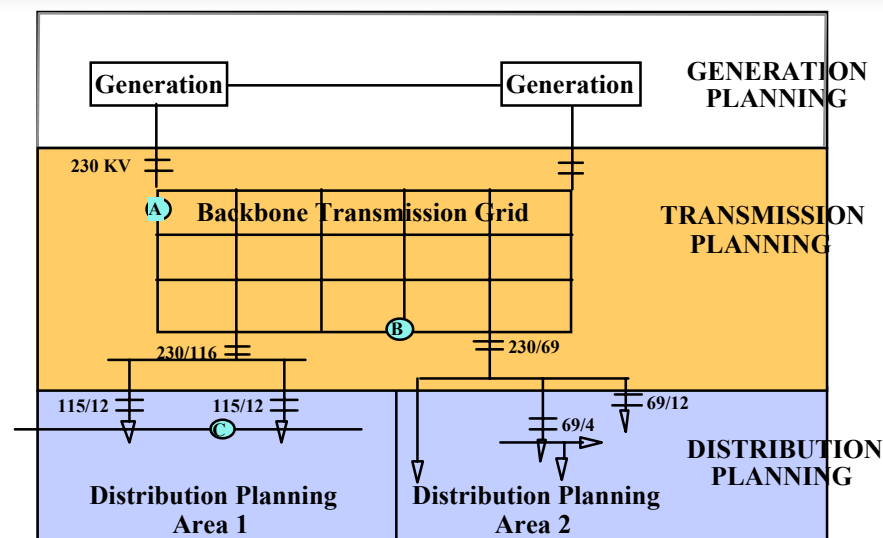 Generation
Generation
GENERATION
PLANNING
230 KV
A
Backbone Transmission Grid
TRANSMISSION
PLANNING
B
230/116
230/69
115/12
115/12
69/12
C
69/4
DISTRIBUTION
PLANNING
Distribution Planning
Area 1
Distribution Planning
Area 2